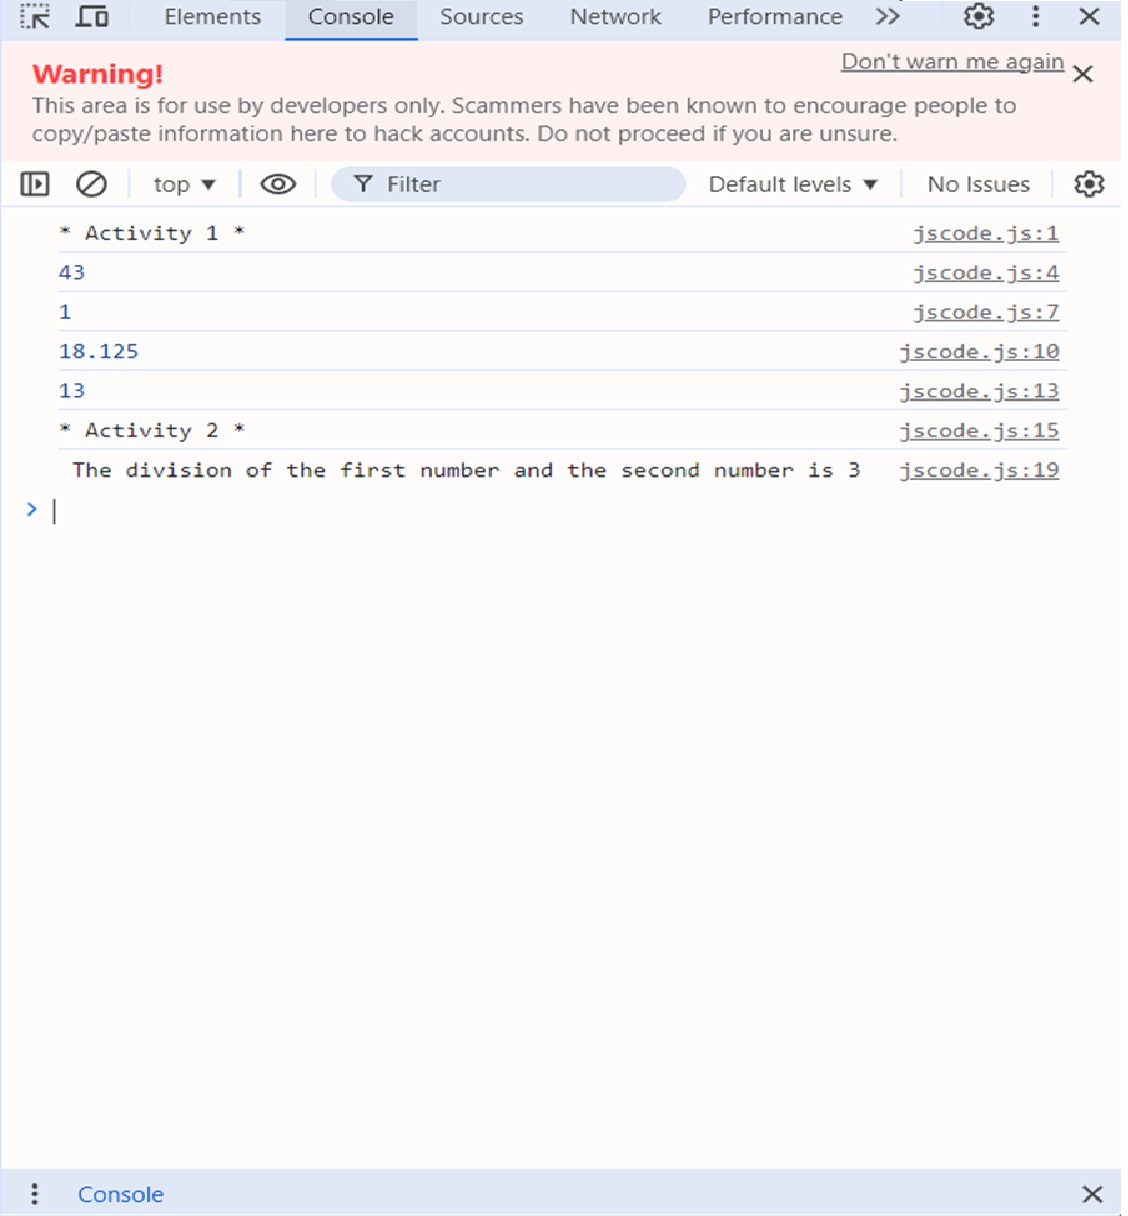 Elements Console Sources Network Performance
Don't warn me again
Warning!
This area is for use by developers only. Scammers have been known to encourage people to
copy/paste information here to hack accounts. Do not proceed if you are unsure.
top Filter Default levels No Issues
* Activity 1 * jscode.js:1
43 jscode.js:4
1 jscode.js:7
18.125 jscode.js:10
13 jscode.js:13
* Activity 2 * jscode.js:15
The division of the first number and the second number is 3 jscode.js:19
>
Console